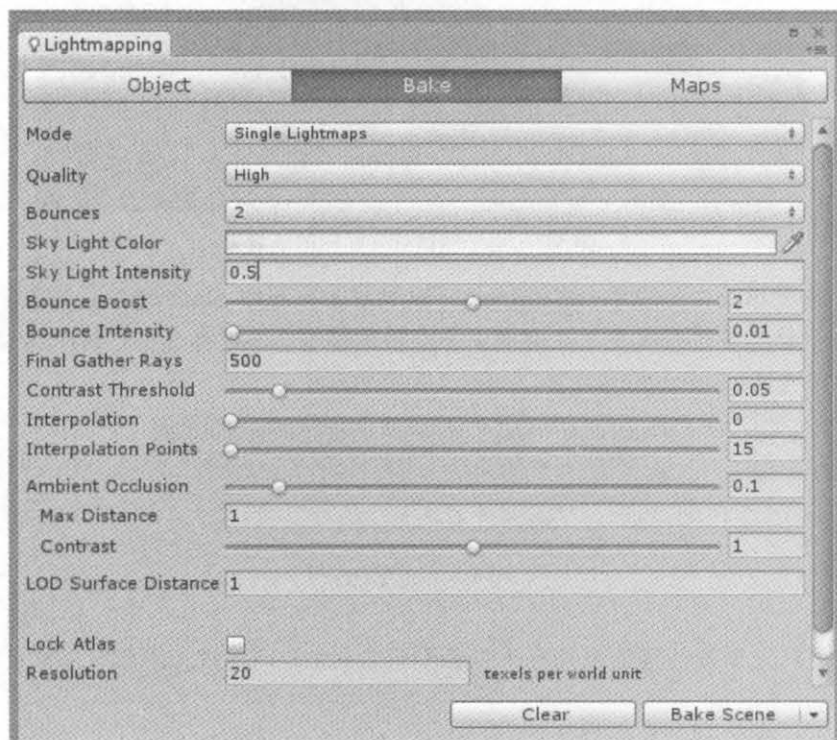 Lightmapping
Object Bake Maps
Mode Single Lightmaps
Quality High
Bounces 2
Sky Light Color
Sky Light Intensity 0.5
Bounce Boost 2
Bounce Intensity 0.01
Final Gather Rays 500
Contrast Threshold 0.05
Interpolation 0
Interpolation Points 15
Ambient Occlusion 0.1
Max Distance 1
Contrast 1
LOD Surface Distance 1
Lock Atlas
Resolution 20 texels per world unit
Clear Bake Scene